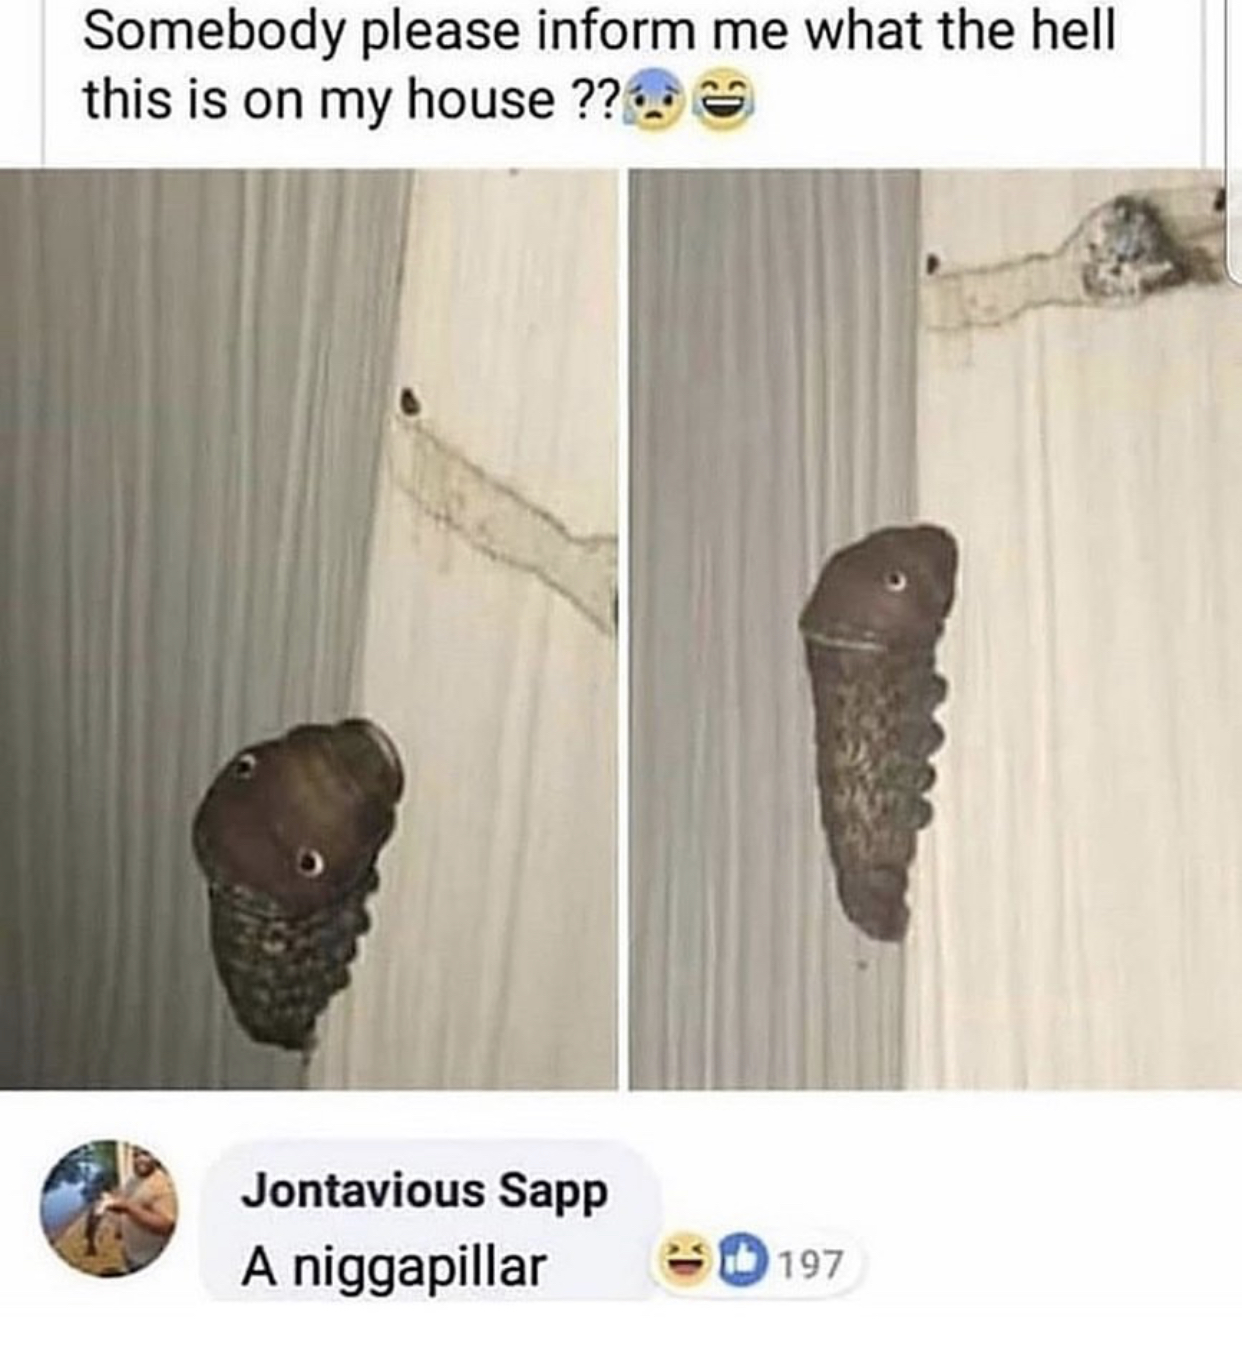 Somebody please inform me what the hell
this is on my house ??😰😂
Jontavious Sapp
A niggapillar
197